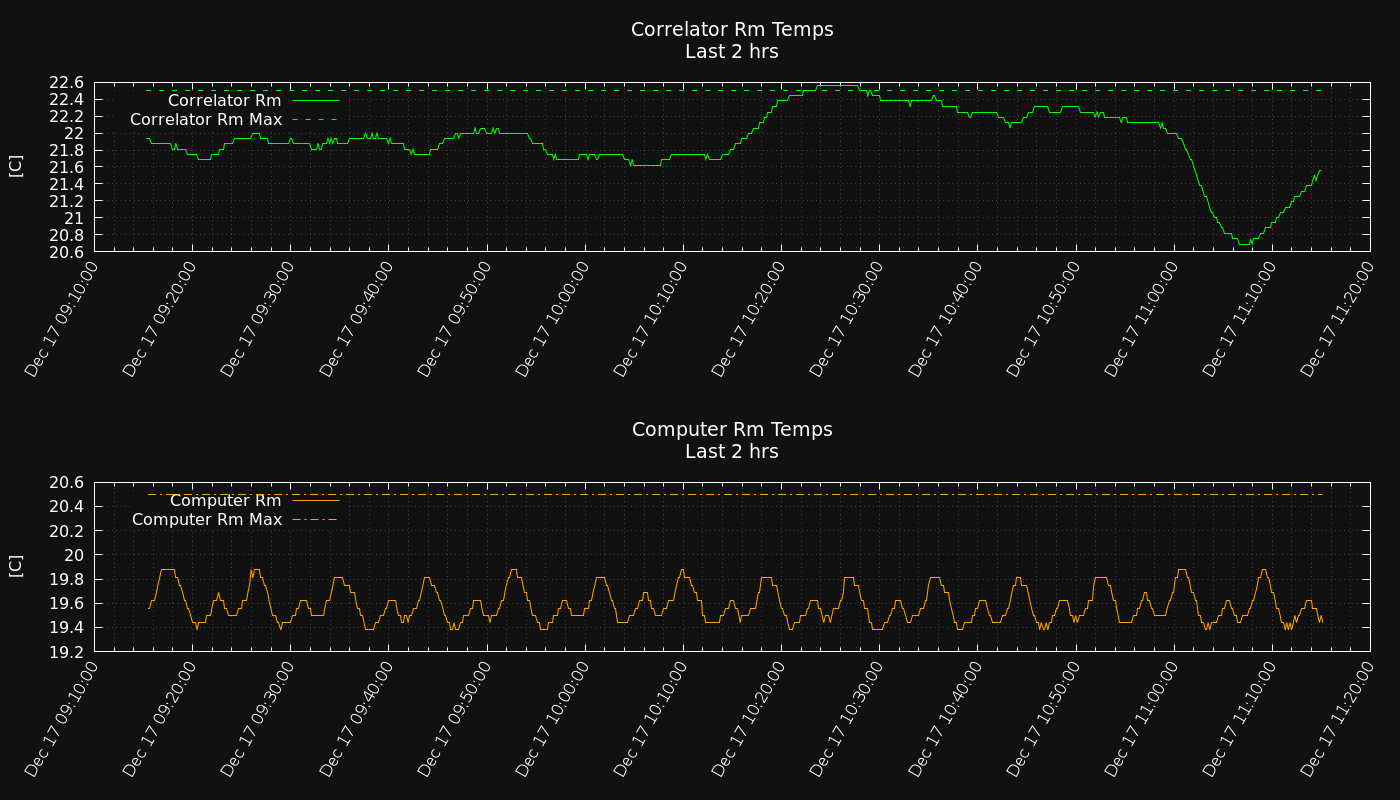 Correlator Rm Temps
Last 2 hrs
22.6
22.4
22.2
22
21.8
21.6
21.4
21.2
21
20.8
20.6
[C]
Correlator Rm
Correlator Rm Max
Dec 17 09:10:00
Dec 17 09:20:00
Dec 17 09:30:00
Dec 17 09:40:00
Dec 17 09:50:00
Dec 17 10:00:00
Dec 17 10:10:00
Dec 17 10:20:00
Dec 17 10:30:00
Dec 17 10:40:00
Dec 17 10:50:00
Dec 17 11:00:00
Dec 17 11:10:00
Dec 17 11:20:00
Computer Rm Temps
Last 2 hrs
20.6
20.4
20.2
20
19.8
19.6
19.4
19.2
[C]
Computer Rm
Computer Rm Max
Dec 17 09:10:00
Dec 17 09:20:00
Dec 17 09:30:00
Dec 17 09:40:00
Dec 17 09:50:00
Dec 17 10:00:00
Dec 17 10:10:00
Dec 17 10:20:00
Dec 17 10:30:00
Dec 17 10:40:00
Dec 17 10:50:00
Dec 17 11:00:00
Dec 17 11:10:00
Dec 17 11:20:00